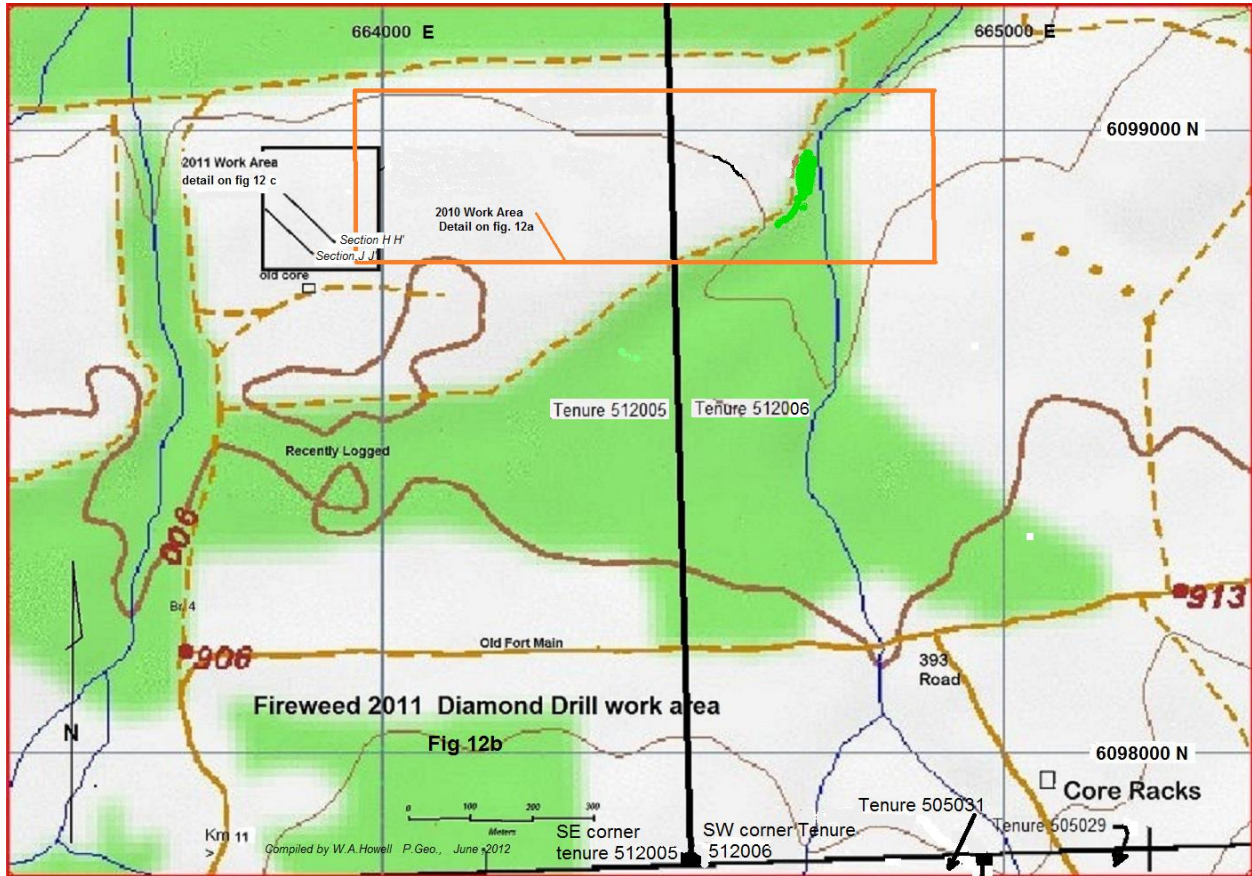 664000 E
665000 E
6099000 N
2011 Work Area
detail on fig 12 c
2010 Work Area
Detail on fig. 12a
Section H H'
Section J J'
old core
Tenure 512005
Tenure 512006
Recently Logged
908
Br. 4
913
906
Old Fort Main
393
Road
Fireweed 2011 Diamond Drill work area
N
Fig 12b
6098000 N
Core Racks
0 100 200 300
Meters
Tenure 505031
Tenure 505029
SE corner
tenure 512005
SW corner Tenure
512006
Km 11
>
Compiled by W.A.Howell P.Geo., June 2012